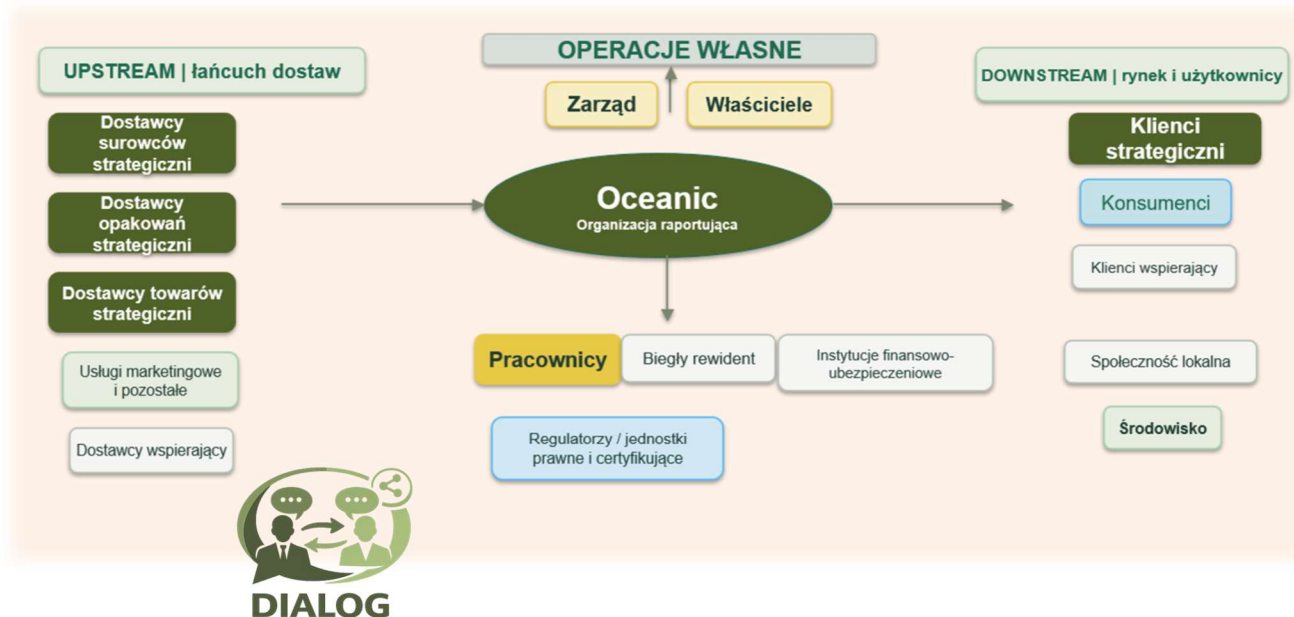 UPSTREAM | łańcuch dostaw
Dostawcy
surowców
strategiczni
Dostawcy
opakowań
strategiczni
Dostawcy towarów
strategiczni
Usługi marketingowe
i pozostałe
Dostawcy wspierający
OPERACJE WŁASNE
Zarząd
Właściciele
Oceanic
Organizacja raportująca
Pracownicy
Biegły rewident
Instytucje finansowo-
ubezpieczeniowe
Regulatorzy / jednostki
prawne i certyfikujące
DOWNSTREAM | rynek i użytkownicy
Klienci
strategiczni
Konsumenci
Klienci wspierający
Społeczność lokalna
Środowisko
DIALOG